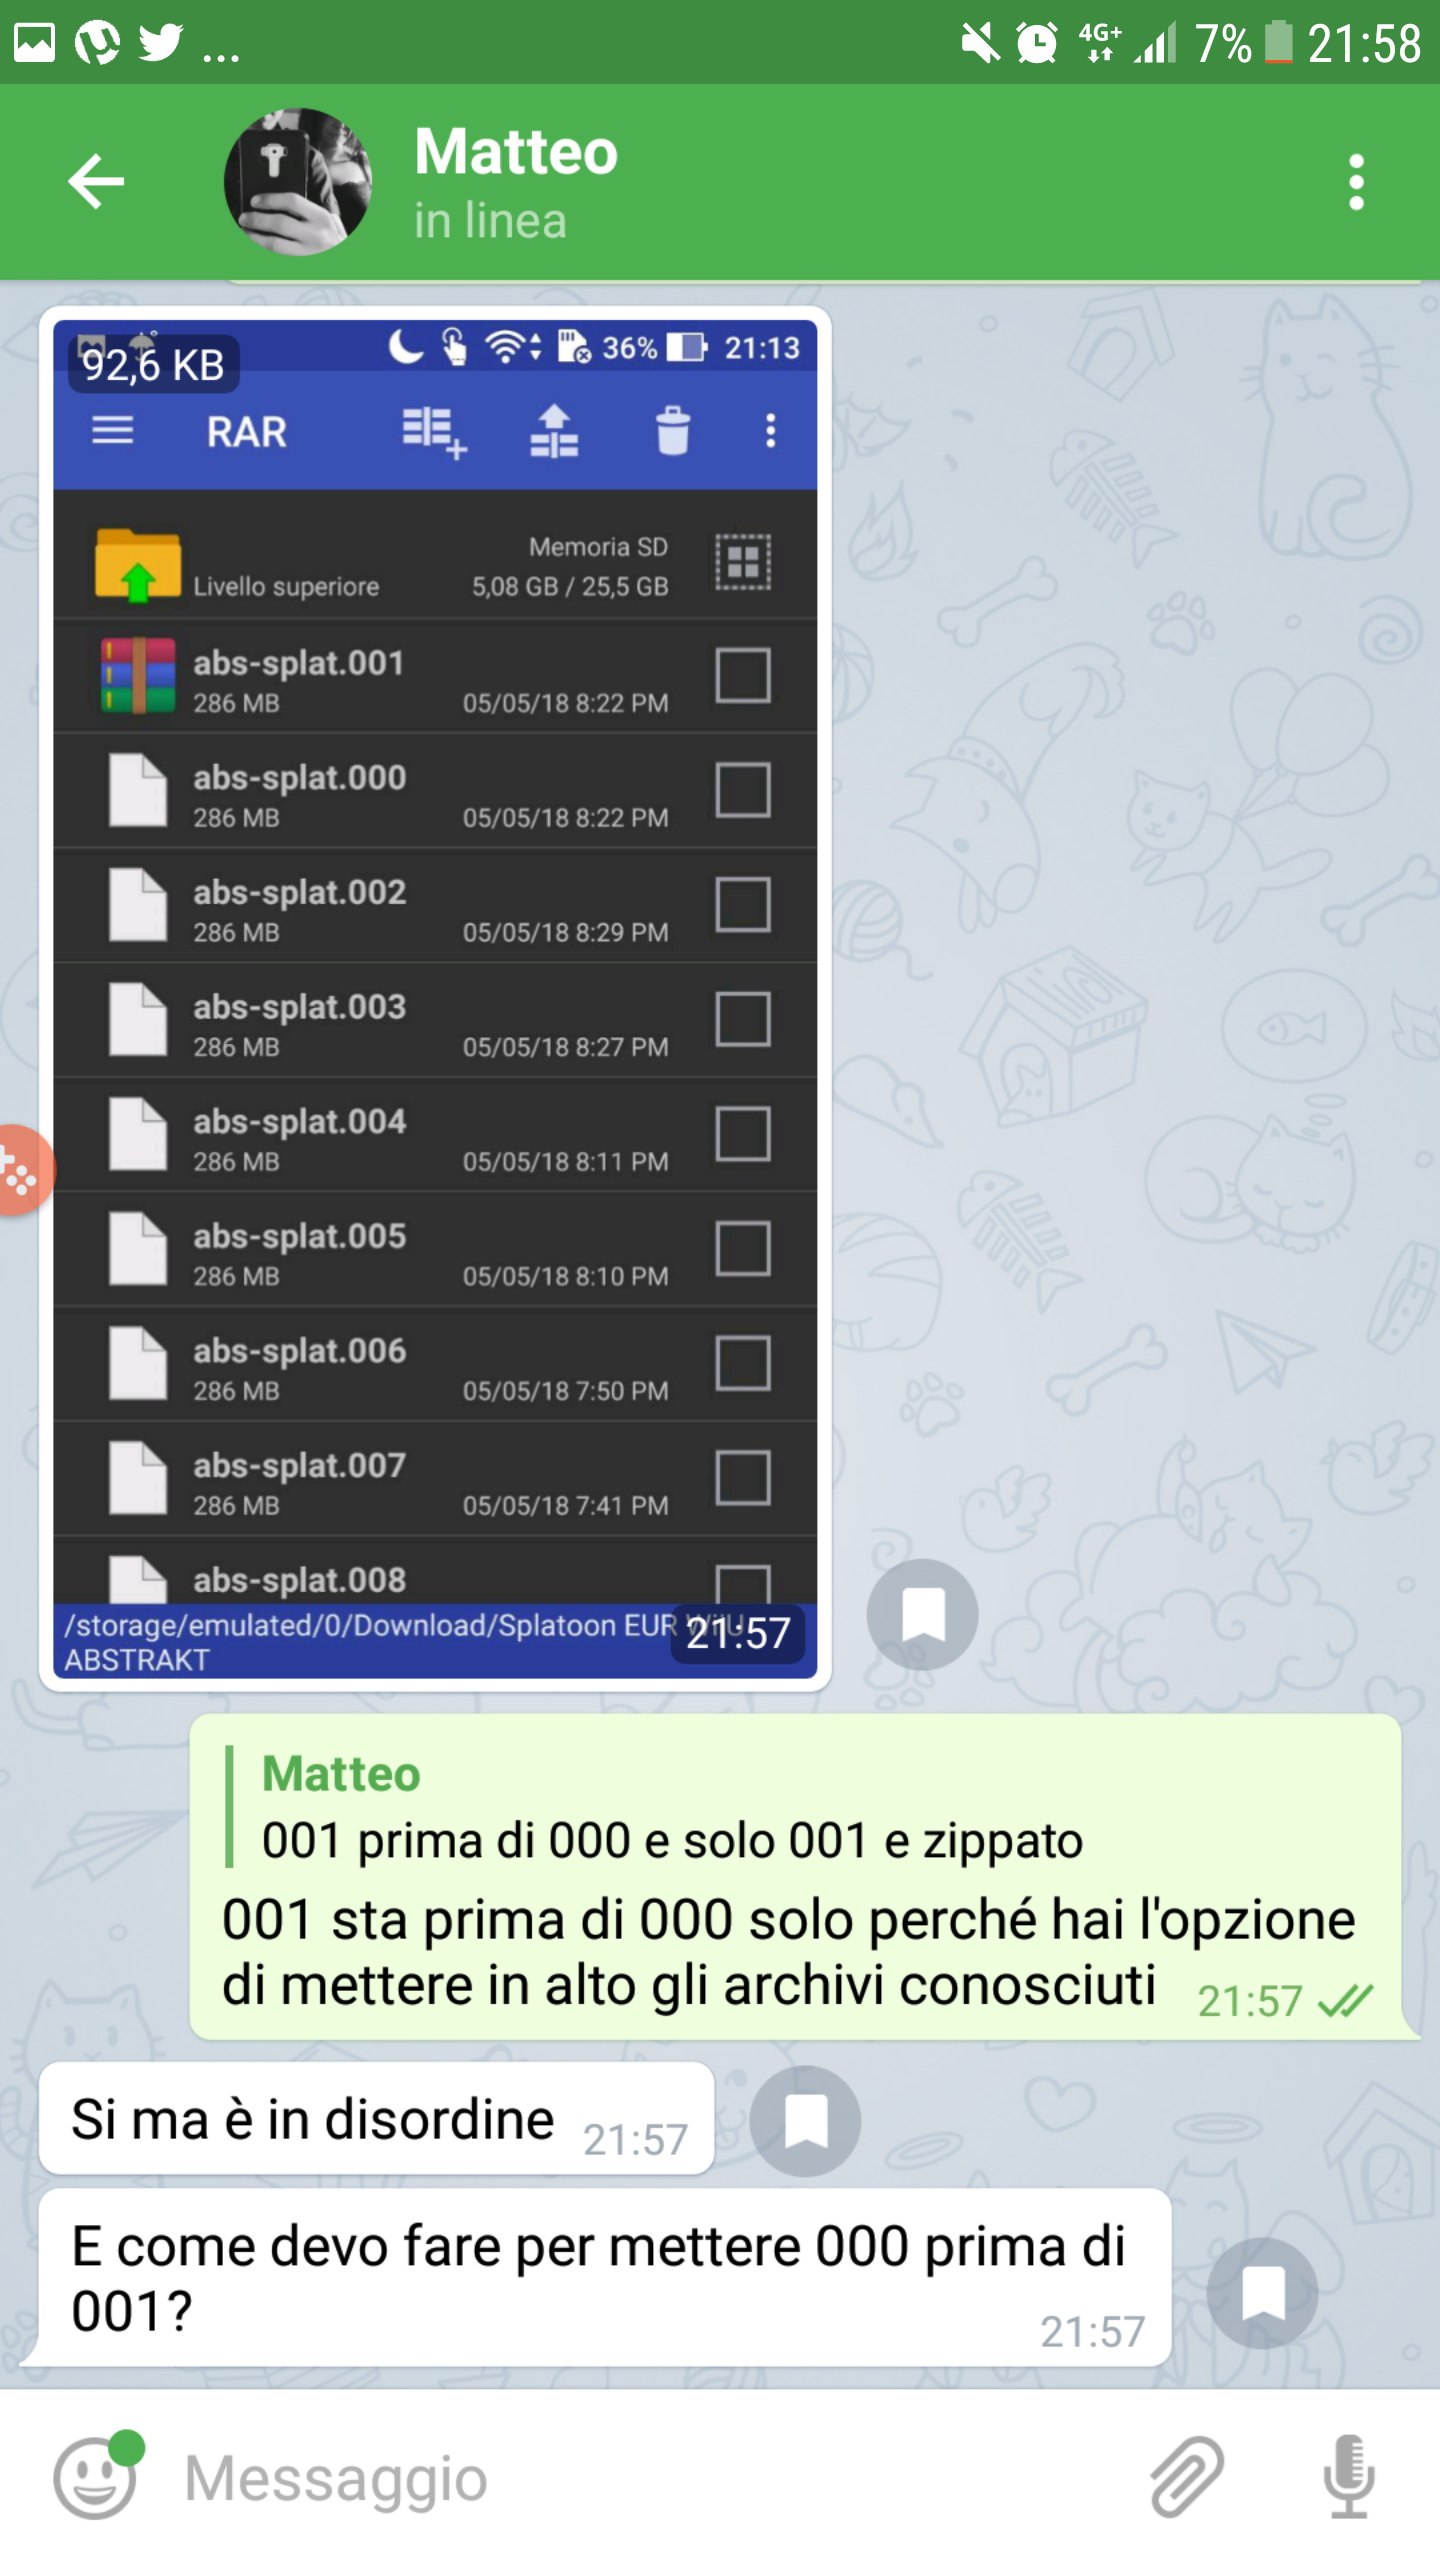 ... 4G+ 7% 21:58
Matteo
in linea
92,6 KB 36% 21:13
RAR
Memoria SD
Livello superiore 5,08 GB / 25,5 GB
abs-splat.001
286 MB 05/05/18 8:22 PM
abs-splat.000
286 MB 05/05/18 8:22 PM
abs-splat.002
286 MB 05/05/18 8:29 PM
abs-splat.003
286 MB 05/05/18 8:27 PM
abs-splat.004
286 MB 05/05/18 8:11 PM
abs-splat.005
286 MB 05/05/18 8:10 PM
abs-splat.006
286 MB 05/05/18 7:50 PM
abs-splat.007
286 MB 05/05/18 7:41 PM
abs-splat.008
/storage/emulated/0/Download/Splatoon EUR WiiU
ABSTRAKT
21:57
Matteo
001 prima di 000 e solo 001 e zippato
001 sta prima di 000 solo perché hai l'opzione
di mettere in alto gli archivi conosciuti 21:57
Si ma è in disordine 21:57
E come devo fare per mettere 000 prima di
001? 21:57
Messaggio